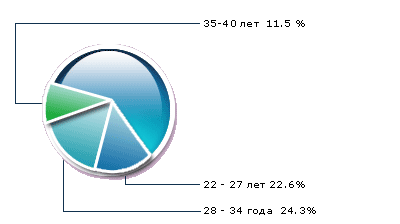 35-40 лет 11.5 %
22 - 27 лет 22.6%
28 - 34 года 24.3%